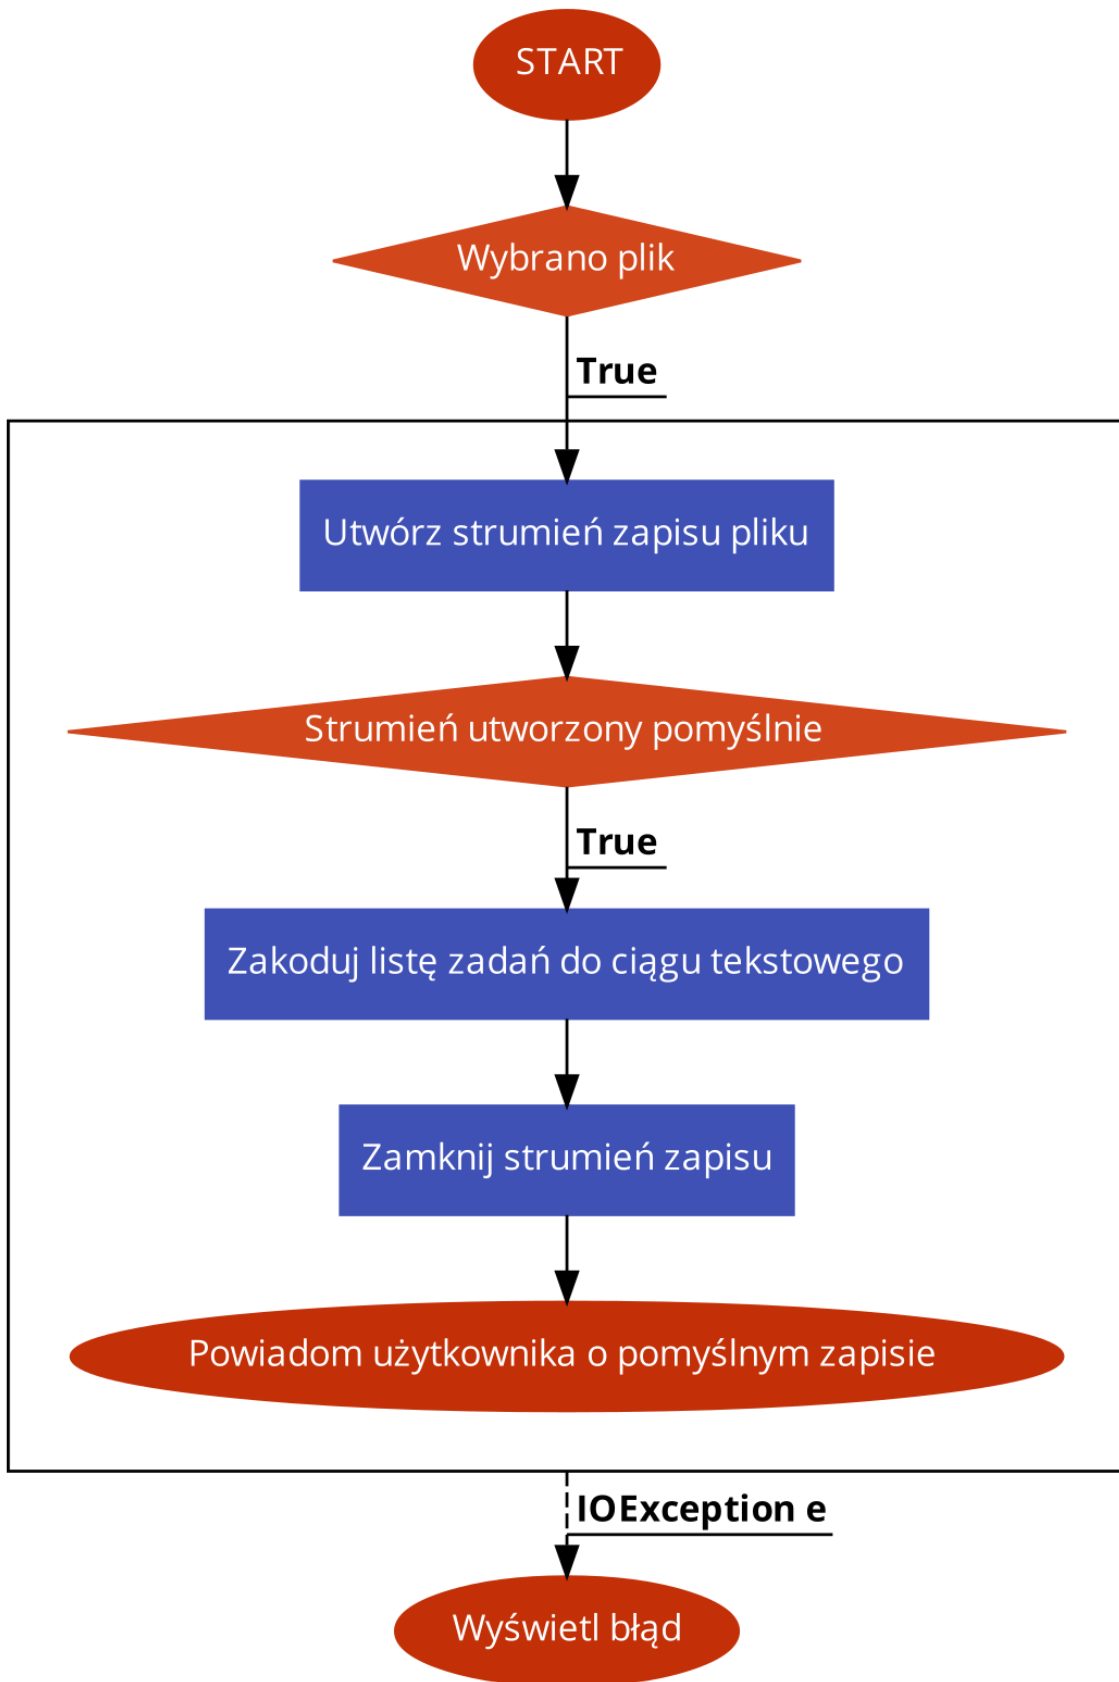 START
Wybrano plik
True
Utwórz strumień zapisu pliku
Strumień utworzony pomyślnie
True
Zakoduj listę zadań do ciągu tekstowego
Zamknij strumień zapisu
Powiadom użytkownika o pomyślnym zapisie
IOException e
Wyświetl błąd